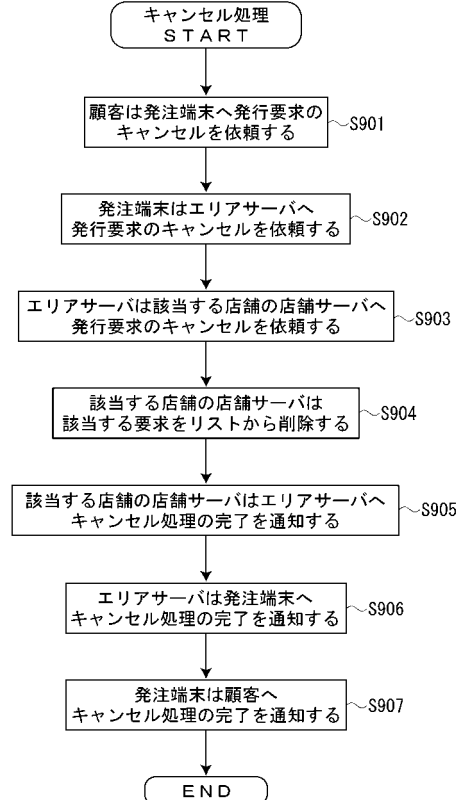 キャンセル処理
START
顧客は発注端末へ発行要求の
キャンセルを依頼する
S901
発注端末はエリアサーバへ
発行要求のキャンセルを依頼する
S902
エリアサーバは該当する店舗の店舗サーバへ
発行要求のキャンセルを依頼する
S903
該当する店舗の店舗サーバは
該当する要求をリストから削除する
S904
該当する店舗の店舗サーバはエリアサーバへ
キャンセル処理の完了を通知する
S905
エリアサーバは発注端末へ
キャンセル処理の完了を通知する
S906
発注端末は顧客へ
キャンセル処理の完了を通知する
S907
END